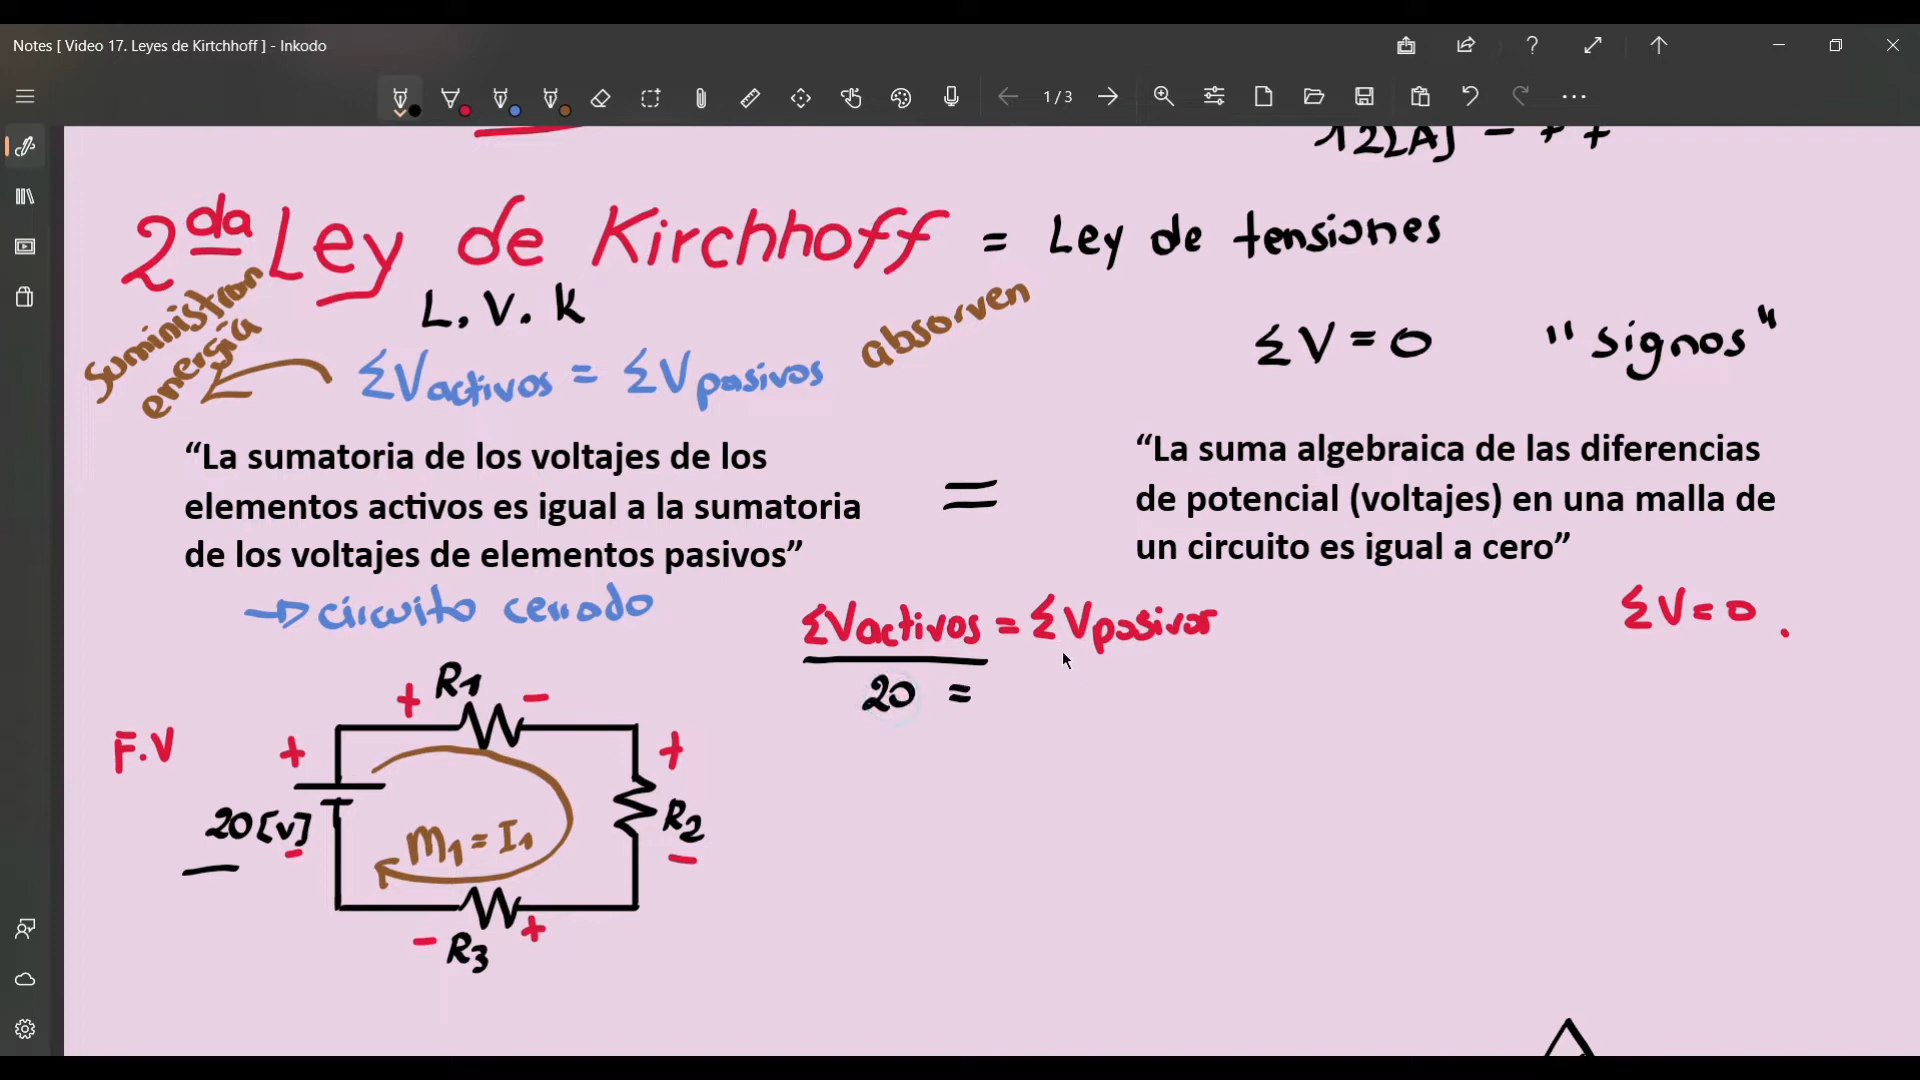 Notes [ Video 17. Leyes de Kirtchhoff ] - Inkodo
1 / 3
12[A] =
2da Ley de Kirchhoff = Ley de tensiones
L. V. K
suministran
energía
absorven
ΣVactivos = ΣVpasivos
ΣV = 0 "signos"
“La sumatoria de los voltajes de los
elementos activos es igual a la sumatoria
de los voltajes de elementos pasivos”
=
“La suma algebraica de las diferencias
de potencial (voltajes) en una malla de
un circuito es igual a cero”
→ circuito cerrado
ΣVactivos = ΣVpasivos
ΣV = 0 .
20 =
+ R1 -
F.V
+
+
20[v]
-
m1 = I1
R2
-
- R3 +